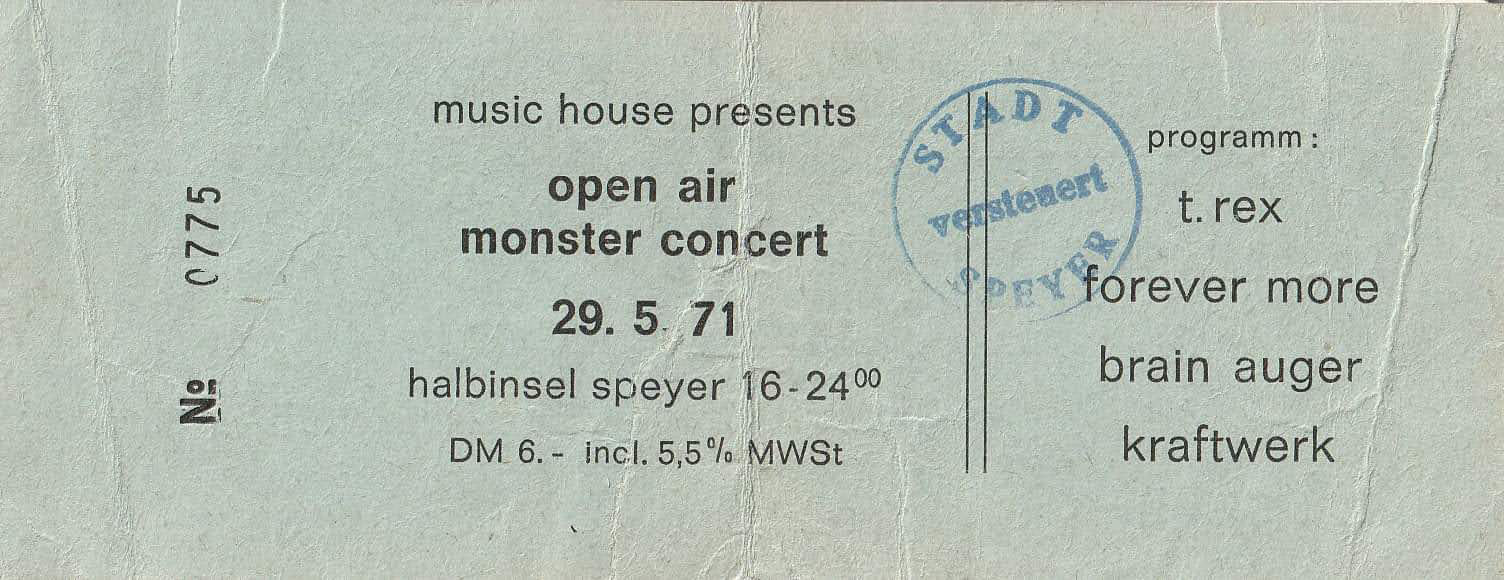 No 0775
music house presents
open air
monster concert
29. 5. 71
halbinsel speyer 16-24⁰⁰
DM 6.- incl. 5,5% MWSt
STADT
versteuert
SPEYER
programm:
t. rex
forever more
brain auger
kraftwerk